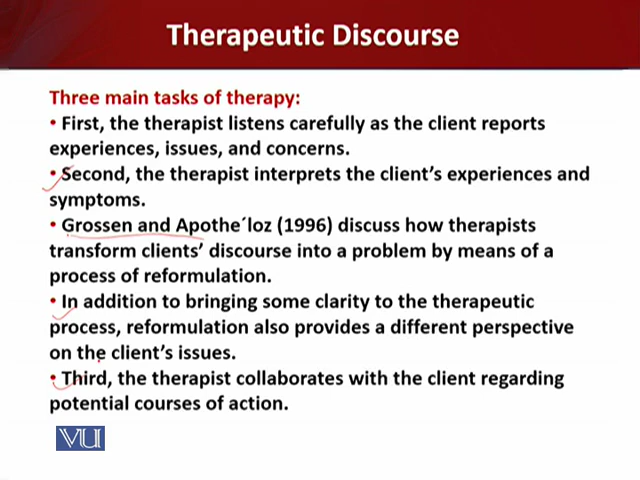 Therapeutic Discourse
Three main tasks of therapy:
• First, the therapist listens carefully as the client reports
experiences, issues, and concerns.
• Second, the therapist interprets the client's experiences and
symptoms.
• Grossen and Apothe´loz (1996) discuss how therapists
transform clients' discourse into a problem by means of a
process of reformulation.
• In addition to bringing some clarity to the therapeutic
process, reformulation also provides a different perspective
on the client's issues.
• Third, the therapist collaborates with the client regarding
potential courses of action.
VU